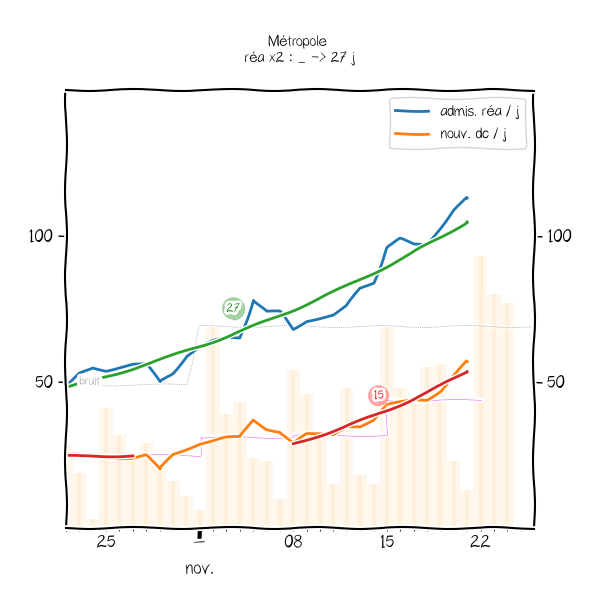 Métropole
réa x2 : _ -> 27 j
admis. réa / j
nouv. dc / j
100
100
27
bruit
50
50
15
25
1
08
15
22
nov.